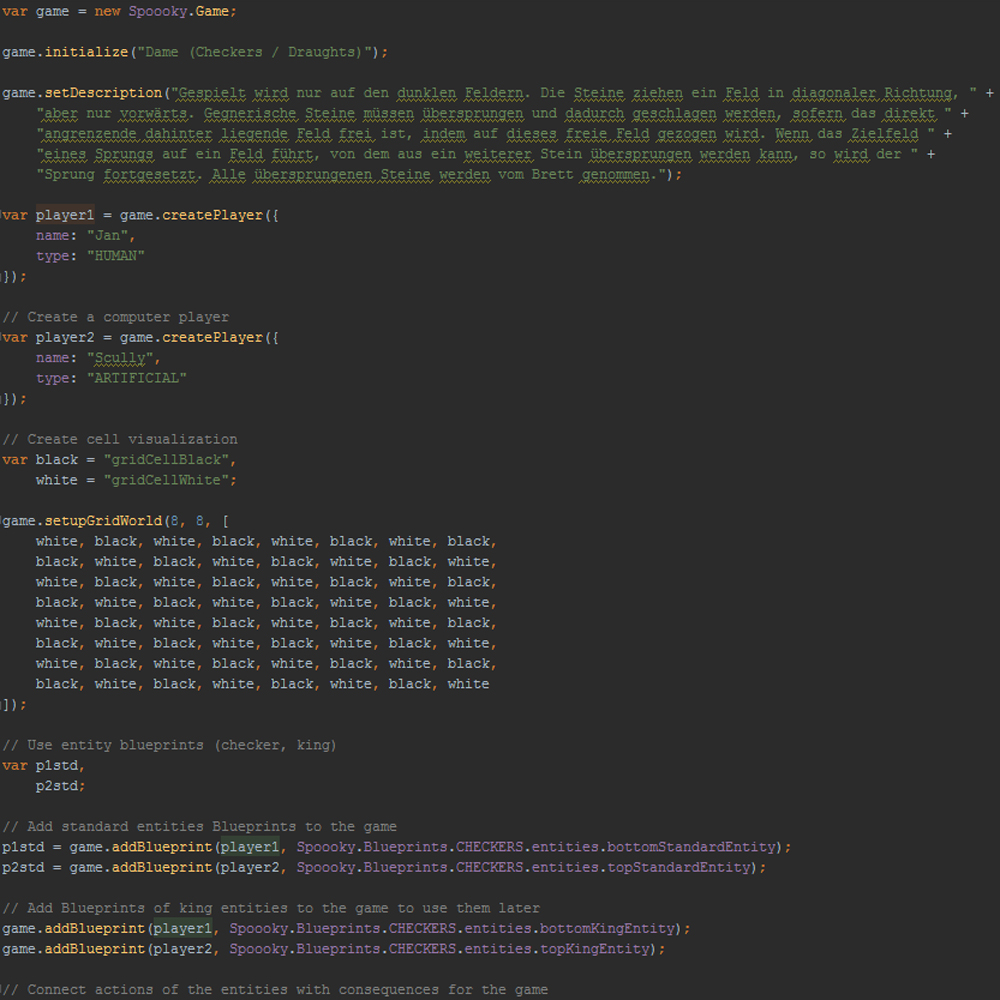 var game = new Spoooky.Game;
game.initialize("Dame (Checkers / Draughts)");
game.setDescription("Gespielt wird nur auf den dunklen Feldern. Die Steine ziehen ein Feld in diagonaler Richtung, " +
"aber nur vorwärts. Gegnerische Steine müssen übersprungen und dadurch geschlagen werden, sofern das direkt " +
"angrenzende dahinter liegende Feld frei ist, indem auf dieses freie Feld gezogen wird. Wenn das Zielfeld " +
"eines Sprungs auf ein Feld führt, von dem aus ein weiterer Stein übersprungen werden kann, so wird der " +
"Sprung fortgesetzt. Alle übersprungenen Steine werden vom Brett genommen.");
var player1 = game.createPlayer({
name: "Jan",
type: "HUMAN"
});
// Create a computer player
var player2 = game.createPlayer({
name: "Scully",
type: "ARTIFICIAL"
});
// Create cell visualization
var black = "gridCellBlack",
white = "gridCellWhite";
game.setupGridWorld(8, 8, [
white, black, white, black, white, black, white, black,
black, white, black, white, black, white, black, white,
white, black, white, black, white, black, white, black,
black, white, black, white, black, white, black, white,
white, black, white, black, white, black, white, black,
black, white, black, white, black, white, black, white,
white, black, white, black, white, black, white, black,
black, white, black, white, black, white, black, white
]);
// Use entity blueprints (checker, king)
var p1std,
p2std;
// Add standard entities Blueprints to the game
p1std = game.addBlueprint(player1, Spoooky.Blueprints.CHECKERS.entities.bottomStandardEntity);
p2std = game.addBlueprint(player2, Spoooky.Blueprints.CHECKERS.entities.topStandardEntity);
// Add Blueprints of king entities to the game to use them later
game.addBlueprint(player1, Spoooky.Blueprints.CHECKERS.entities.bottomKingEntity);
game.addBlueprint(player2, Spoooky.Blueprints.CHECKERS.entities.topKingEntity);
// Connect actions of the entities with consequences for the game